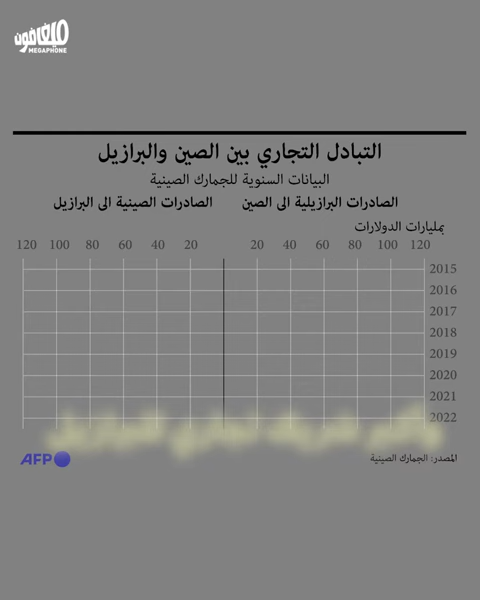 ميغافون
MEGAPHONE
التبادل التجاري بين الصين والبرازيل
البيانات السنوية للجمارك الصينية
الصادرات البرازيلية الى الصين
الصادرات الصينية الى البرازيل
بمليارات الدولارات
120 100 80 60 40 20 20 40 60 80 100 120
2015
2016
2017
2018
2019
2020
2021
2022
المصدر: الجمارك الصينية
AFP